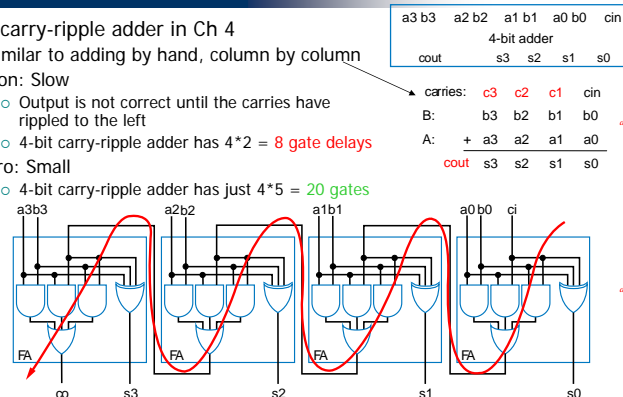 carry-ripple adder in Ch 4
milar to adding by hand, column by column
on: Slow
Output is not correct until the carries have
rippled to the left
4-bit carry-ripple adder has 4*2 = 8 gate delays
ro: Small
4-bit carry-ripple adder has just 4*5 = 20 gates
a3 b3 a2 b2 a1 b1 a0 b0 cin
4-bit adder
cout s3 s2 s1 s0
carries: c3 c2 c1 cin
B: b3 b2 b1 b0
A: + a3 a2 a1 a0
cout s3 s2 s1 s0
a3b3 a2b2 a1b1 a0b0 ci
FA FA FA FA
co s3 s2 s1 s0